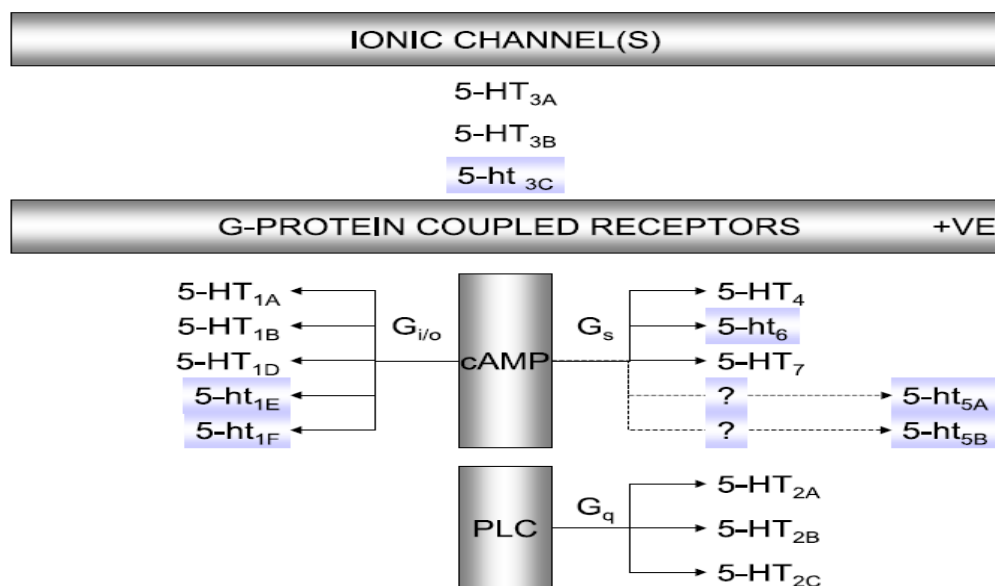 IONIC CHANNEL(S)
5-HT3A
5-HT3B
5-ht 3C
G-PROTEIN COUPLED RECEPTORS +VE
5-HT1A Gi/o Gs 5-HT4
5-HT1B 5-ht6
5-HT1D cAMP 5-HT7
5-ht1E ? 5-ht5A
5-ht1F ? 5-ht5B
PLC Gq 5-HT2A
5-HT2B
5-HT2C